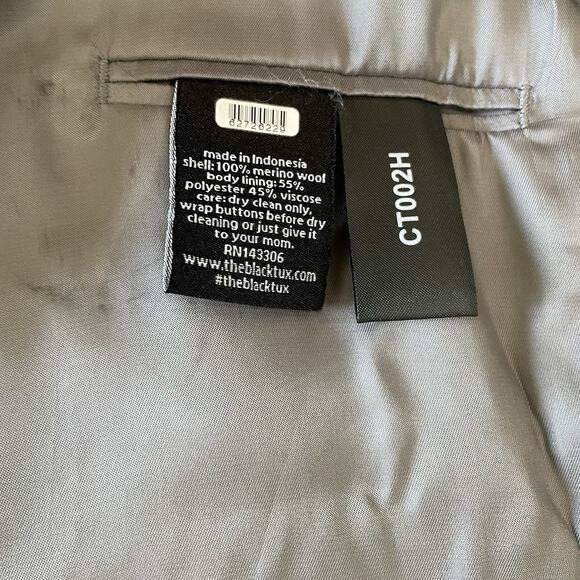 62726229
made in Indonesia
shell: 100% merino wool
body lining: 55%
polyester 45% viscose
care: dry clean only,
wrap buttons before dry
cleaning or just give it
to your mom.
RN143306
www.theblacktux.com
#theblacktux
CT002H